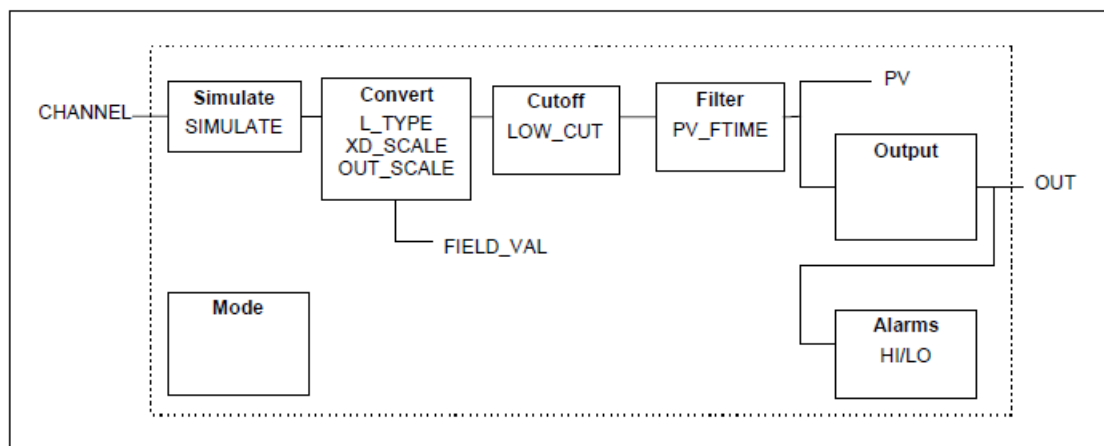 CHANNEL
Simulate
SIMULATE
Convert
L_TYPE
XD_SCALE
OUT_SCALE
FIELD_VAL
Cutoff
LOW_CUT
Filter
PV_FTIME
PV
Output
OUT
Mode
Alarms
HI/LO